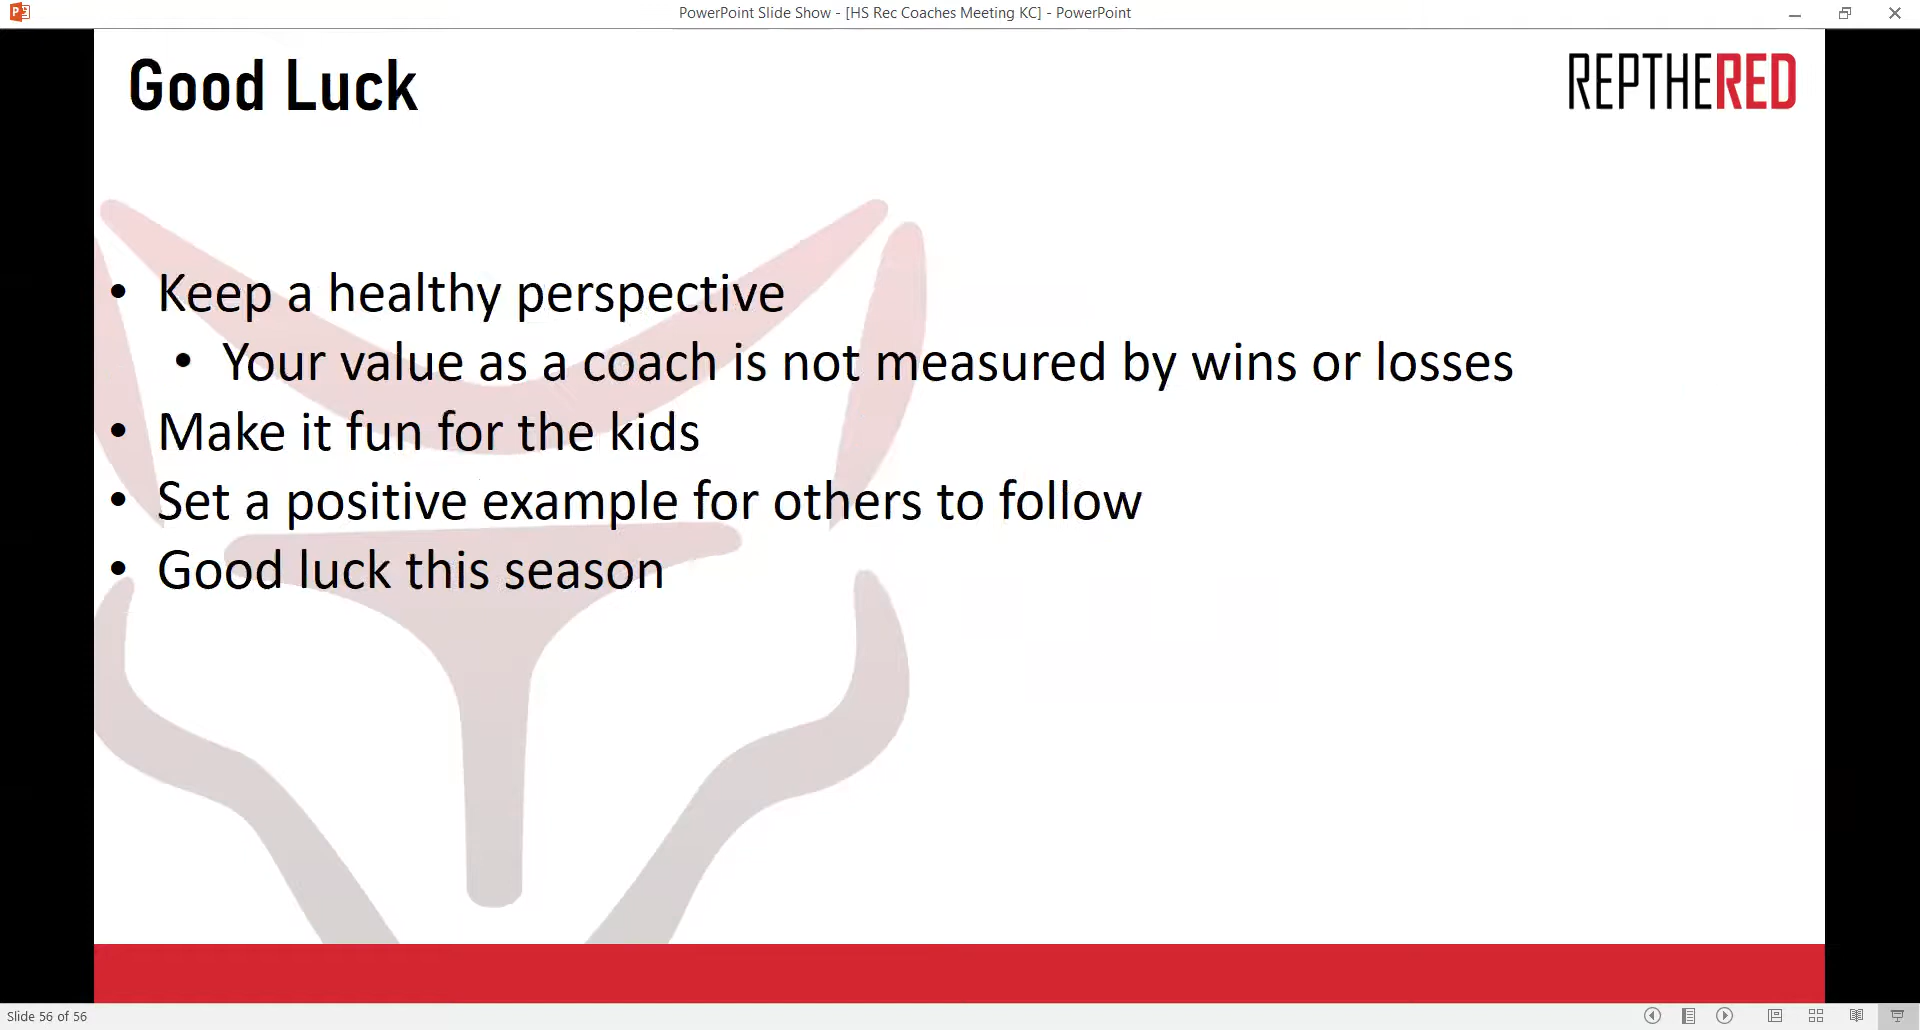 PowerPoint Slide Show - [HS Rec Coaches Meeting KC] - PowerPoint
Good Luck
REPTHERED
• Keep a healthy perspective
• Your value as a coach is not measured by wins or losses
• Make it fun for the kids
• Set a positive example for others to follow
• Good luck this season
Slide 56 of 56